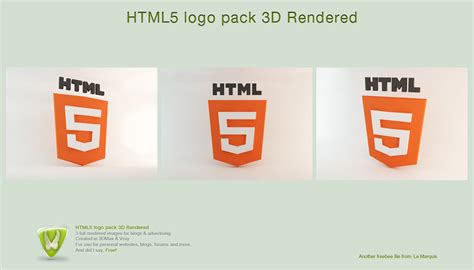 HTML5 logo pack 3D Rendered
HTML
5
HTML
5
HTML
5
HTML5 logo pack 3D Rendered
3 full rendered images for blogs & advertising
Created in 3DMax & Vray
For use for personal websites, blogs, forums and more.
And did I say, Free!
Another freebee file from: La Marquis